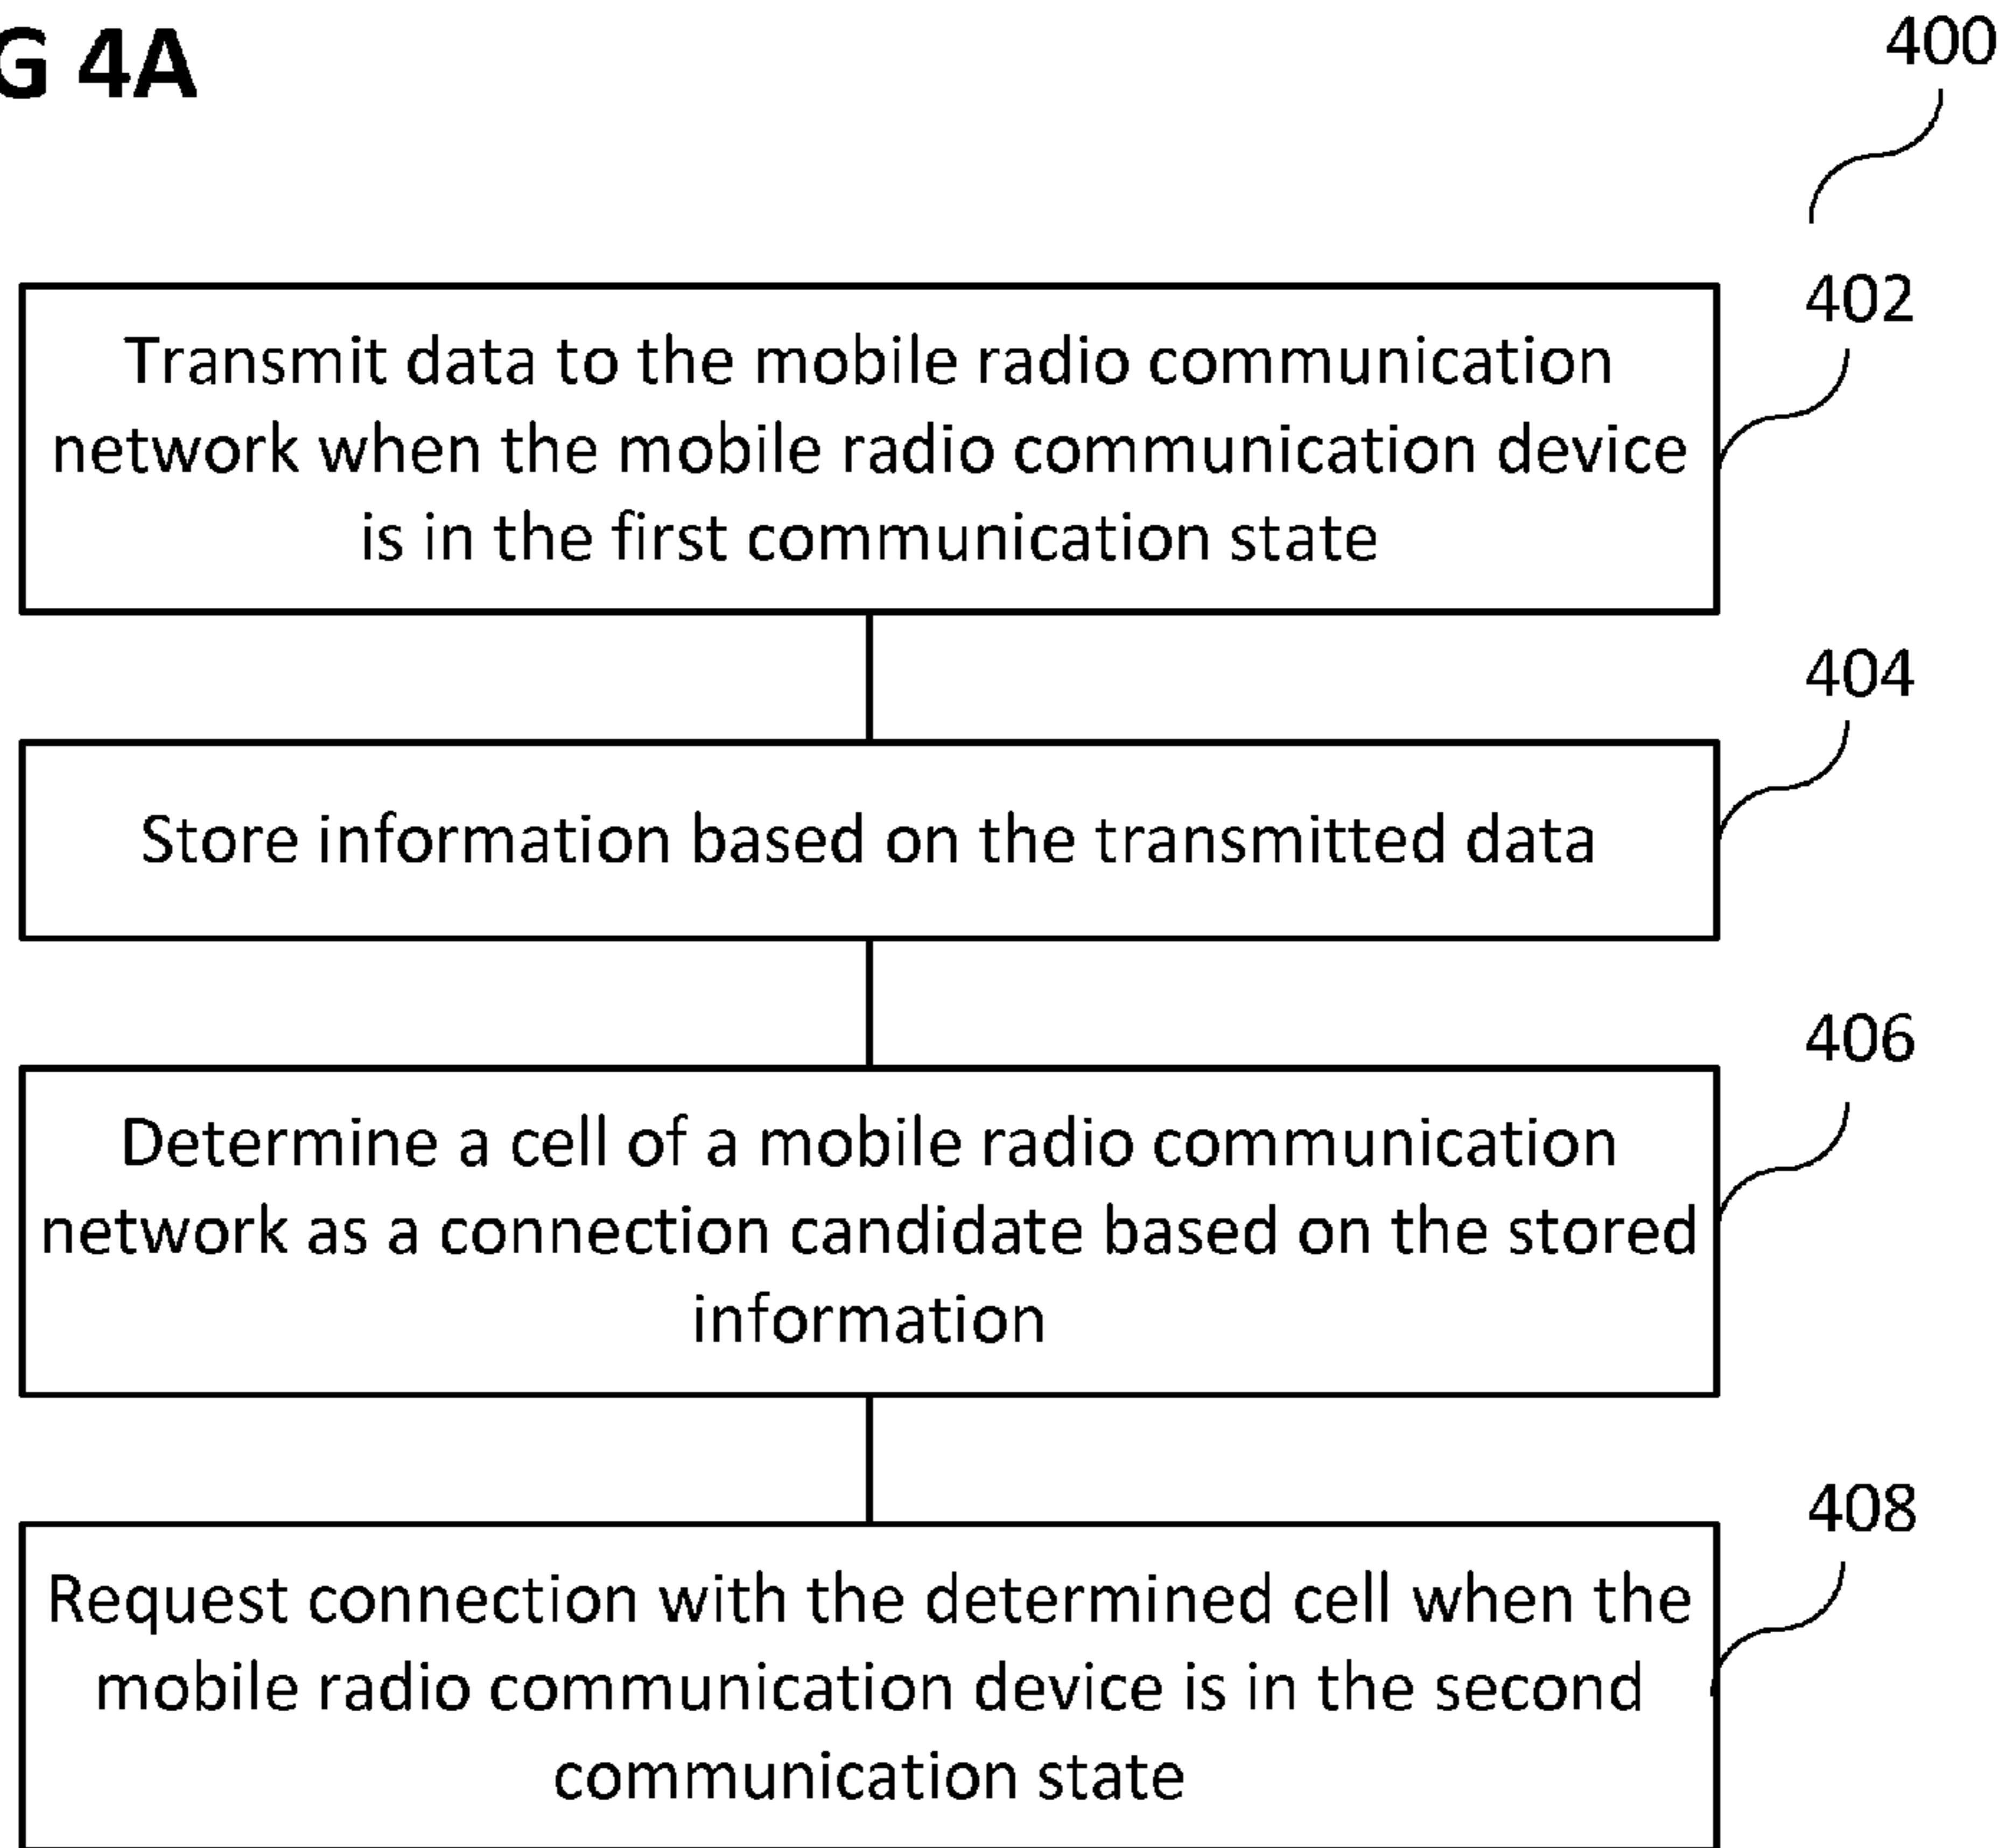 G 4A
400
402
Transmit data to the mobile radio communication
network when the mobile radio communication device
is in the first communication state
404
Store information based on the transmitted data
406
Determine a cell of a mobile radio communication
network as a connection candidate based on the stored
information
408
Request connection with the determined cell when the
mobile radio communication device is in the second
communication state